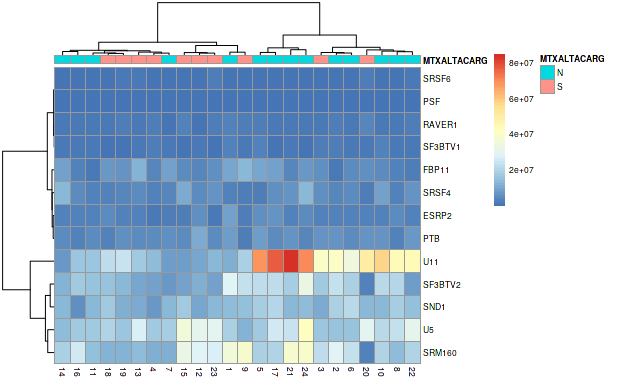 MTXALTACARG
SRSF6
PSF
RAVER1
SF3BTV1
FBP11
SRSF4
ESRP2
PTB
U11
SF3BTV2
SND1
U5
SRM160
14 16 11 18 19 13 4 7 15 12 23 1 9 5 17 21 24 3 2 6 20 10 8 22
8e+07
6e+07
4e+07
2e+07
MTXALTACARG
N
S